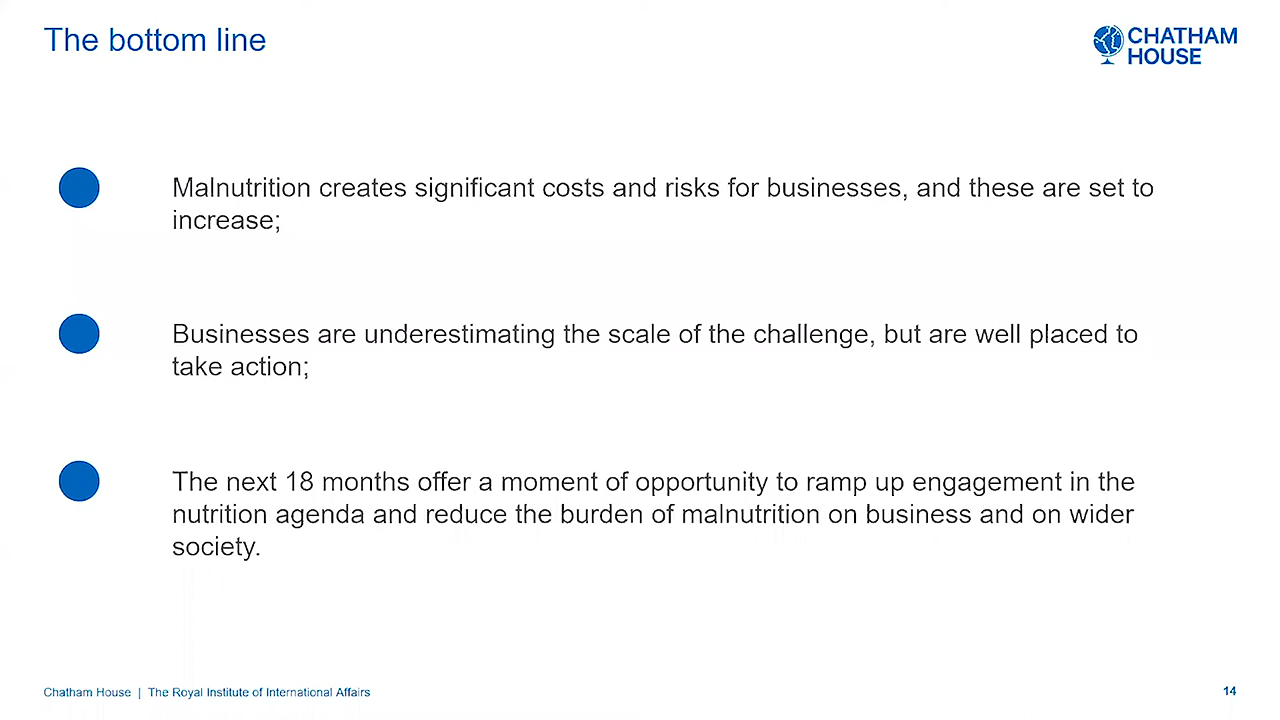 The bottom line
CHATHAM
HOUSE
Malnutrition creates significant costs and risks for businesses, and these are set to
increase;
Businesses are underestimating the scale of the challenge, but are well placed to
take action;
The next 18 months offer a moment of opportunity to ramp up engagement in the
nutrition agenda and reduce the burden of malnutrition on business and on wider
society.
Chatham House | The Royal Institute of International Affairs
14